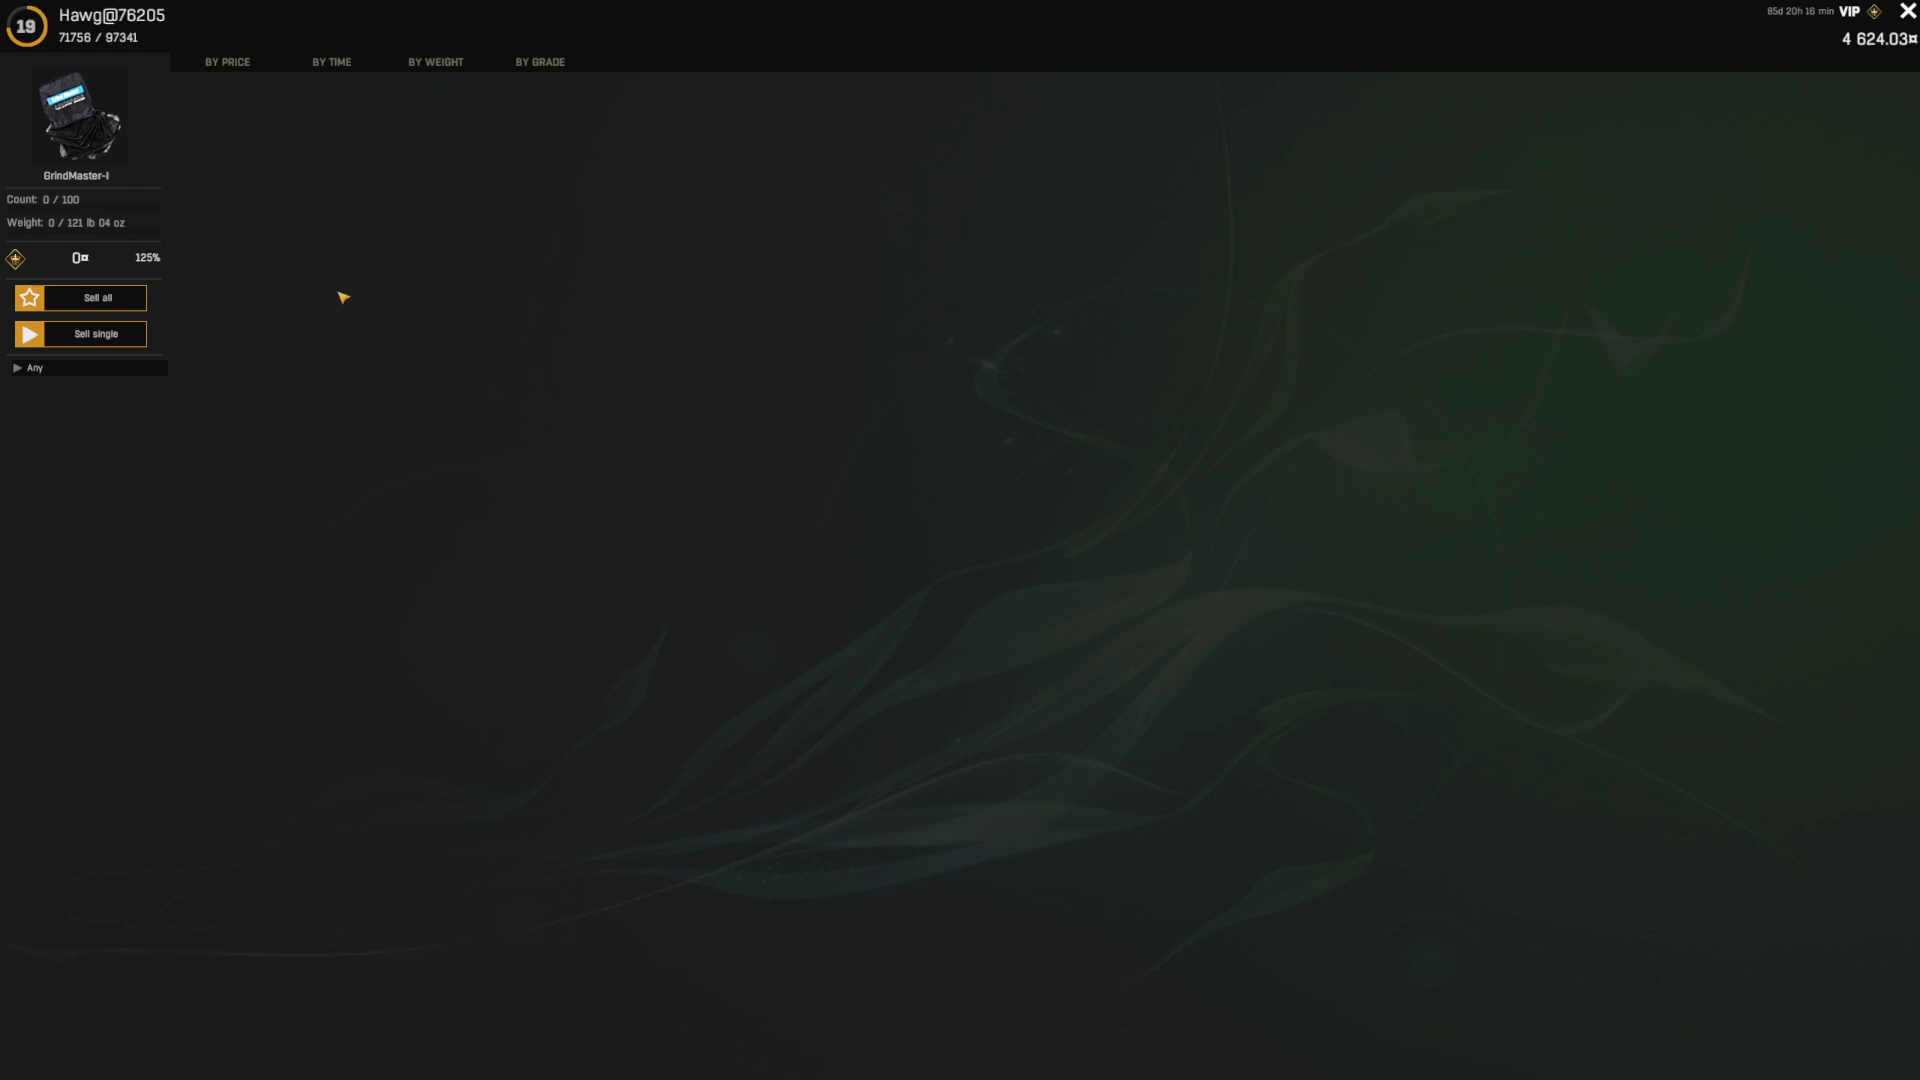 19
Hawg@76205
71756 / 97341
85d 20h 16 min VIP
4 624.03¤
BY PRICE BY TIME BY WEIGHT BY GRADE
GrindMaster-I
Count: 0 / 100
Weight: 0 / 121 lb 04 oz
0¤ 125%
Sell all
Sell single
Any